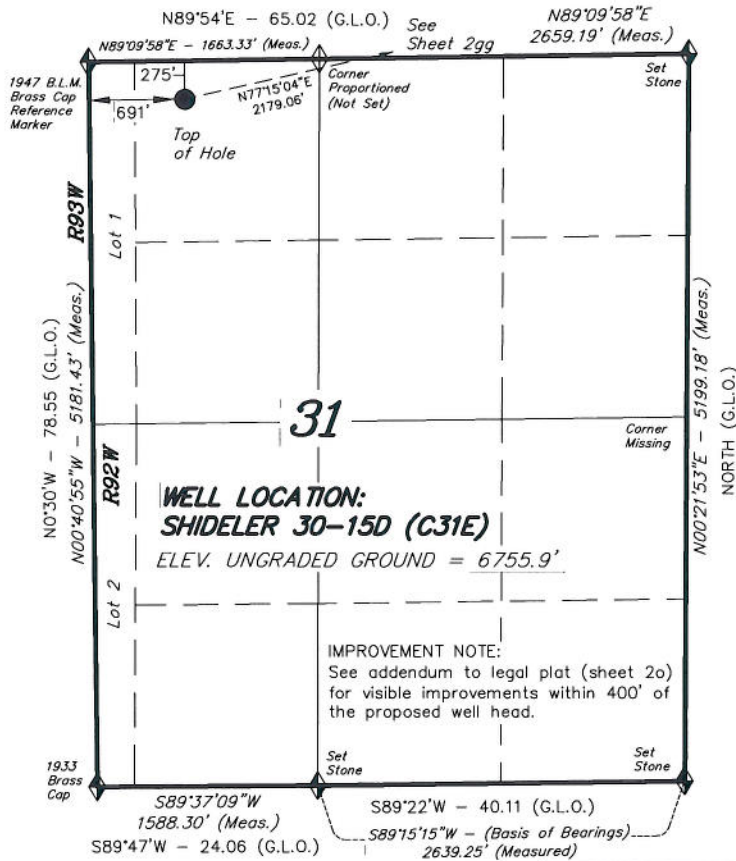 N89°54'E - 65.02 (G.L.O.)
See
Sheet 2gg
N89°09'58"E
2659.19' (Meas.)
N89°09'58"E - 1663.33' (Meas.)
1947 B.L.M.
Brass Cap
Reference
Marker
275'
691'
N77°15'04"E
2179.06'
Corner
Proportioned
(Not Set)
Set
Stone
Top
of Hole
R93W
Lot 1
N0°30'W - 78.55 (G.L.O.)
N00°40'55"W - 5181.43' (Meas.)
N00°21'53"E - 5199.18' (Meas.)
NORTH (G.L.O.)
31
Corner
Missing
R92W
WELL LOCATION:
SHIDELER 30-15D (C31E)
ELEV. UNGRADED GROUND = 6755.9'
Lot 2
IMPROVEMENT NOTE:
See addendum to legal plat (sheet 2o)
for visible improvements within 400' of
the proposed well head.
1933
Brass
Cap
Set
Stone
Set
Stone
S89°37'09"W
1588.30' (Meas.)
S89°47'W - 24.06 (G.L.O.)
S89°22'W - 40.11 (G.L.O.)
S89°15'15"W - (Basis of Bearings)
2639.25' (Measured)